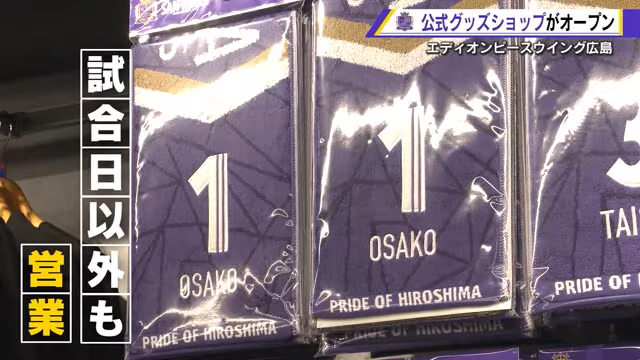 公式グッズショップがオープン
エディオンピースウイング広島
試合日以外も
営業
1
OSAKO
PRIDE OF HIROSHIMA
1
OSAKO
PRIDE OF HIROSHIMA
3
TAI
PRIDE OF HIROSHIMA